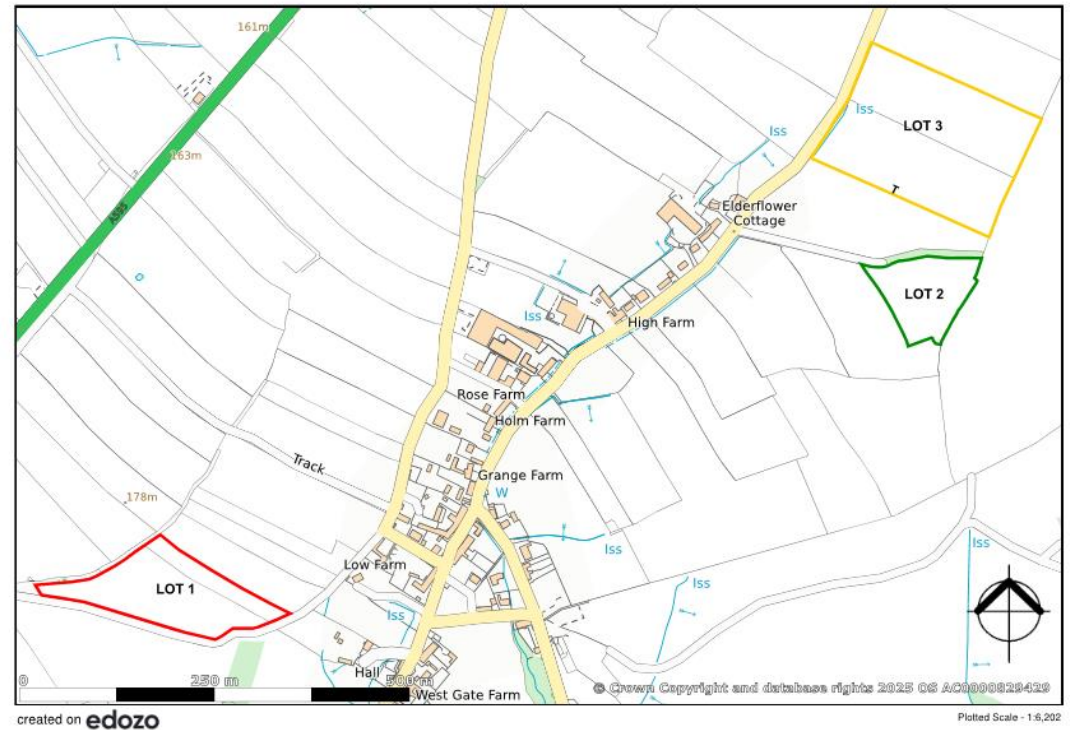 161m
Iss
LOT 3
Iss
163m
A595
T
Elderflower
Cottage
LOT 2
Iss
High Farm
Rose Farm
Holm Farm
Track
Grange Farm
178m
W
Iss
Iss
Low Farm
LOT 1
Iss
Iss
Hall
0
250 m
500 m
West Gate Farm
© Crown Copyright and database rights 2025 OS AC0000829429
created on edozo
Plotted Scale - 1:6,202